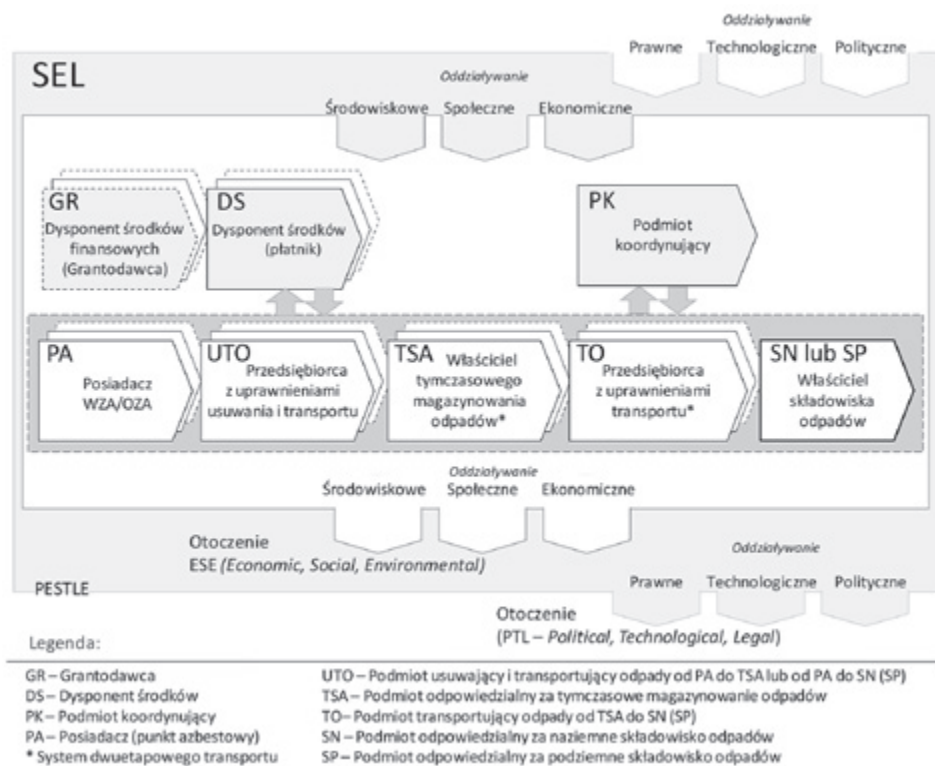 Oddziaływanie
Prawne Technologiczne Polityczne
SEL
Oddziaływanie
Środowiskowe Społeczne Ekonomiczne
GR
Dysponent środków
finansowych
(Grantodawca)
DS
Dysponent środków
(płatnik)
PK
Podmiot
koordynujący
PA
Posiadacz
WZA/OZA
UTO
Przedsiębiorca
z uprawnieniami
usuwania i transportu
TSA
Właściciel
tymczasowego
magazynowania
odpadów*
TO
Przedsiębiorca
z uprawnieniami
transportu*
SN lub SP
Właściciel
składowiska
odpadów
Oddziaływanie
Środowiskowe Społeczne Ekonomiczne
Otoczenie
ESE (Economic, Social, Environmental)
Oddziaływanie
PESTLE
Prawne Technologiczne Polityczne
Otoczenie
(PTL – Political, Technological, Legal)
Legenda:
GR – Grantodawca
DS – Dysponent środków
PK – Podmiot koordynujący
PA – Posiadacz (punkt azbestowy)
* System dwuetapowego transportu
UTO – Podmiot usuwający i transportujący odpady od PA do TSA lub od PA do SN (SP)
TSA – Podmiot odpowiedzialny za tymczasowe magazynowanie odpadów
TO – Podmiot transportujący odpady od TSA do SN (SP)
SN – Podmiot odpowiedzialny za naziemne składowisko odpadów
SP – Podmiot odpowiedzialny za podziemne składowisko odpadów